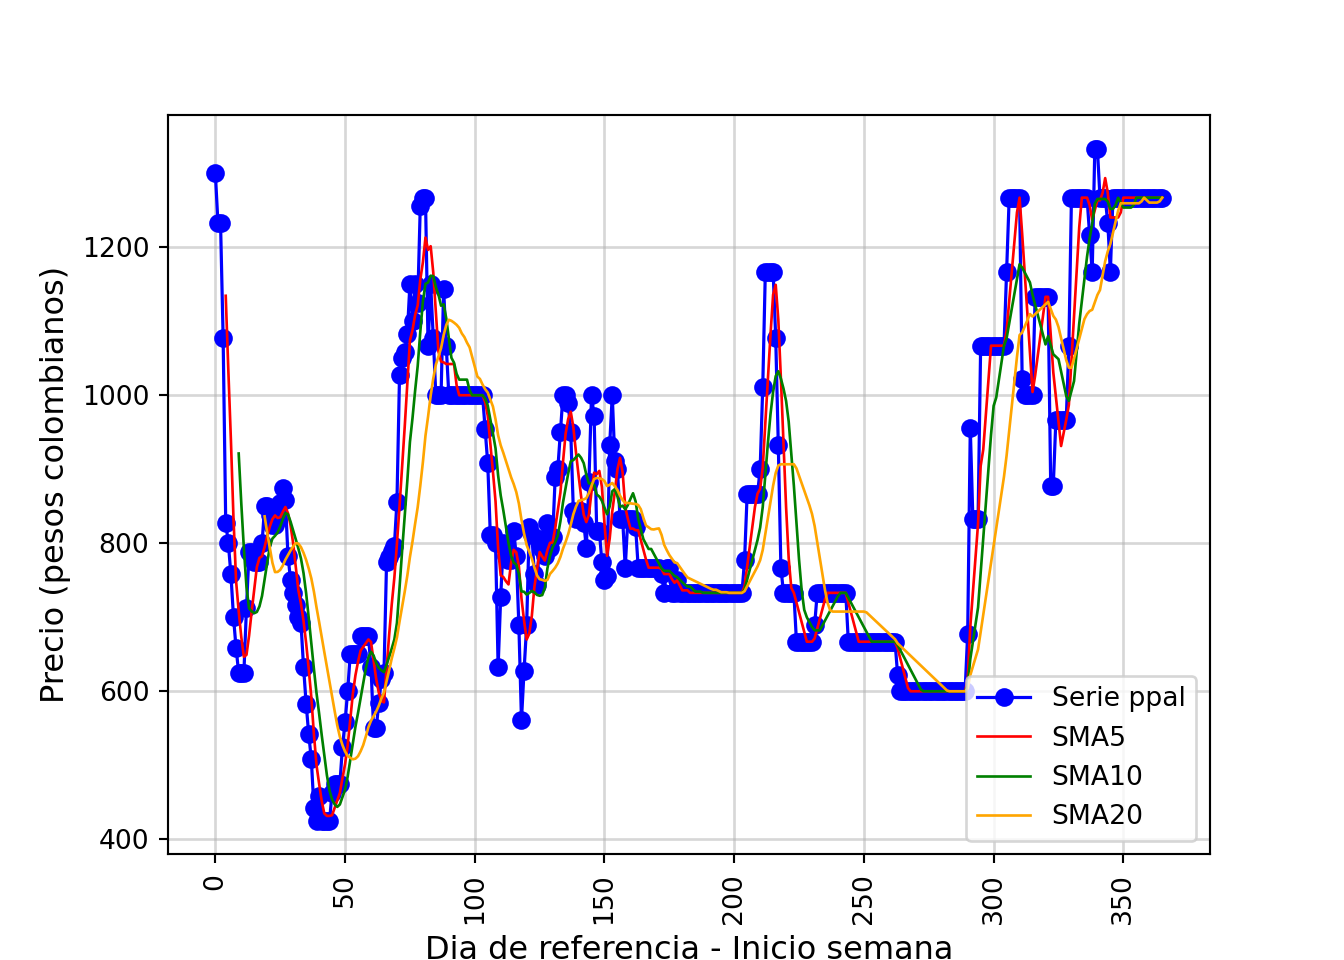 1200
1000
800
600
400
Precio (pesos colombianos)
0
50
100
150
200
250
300
350
Dia de referencia - Inicio semana
Serie ppal
SMA5
SMA10
SMA20